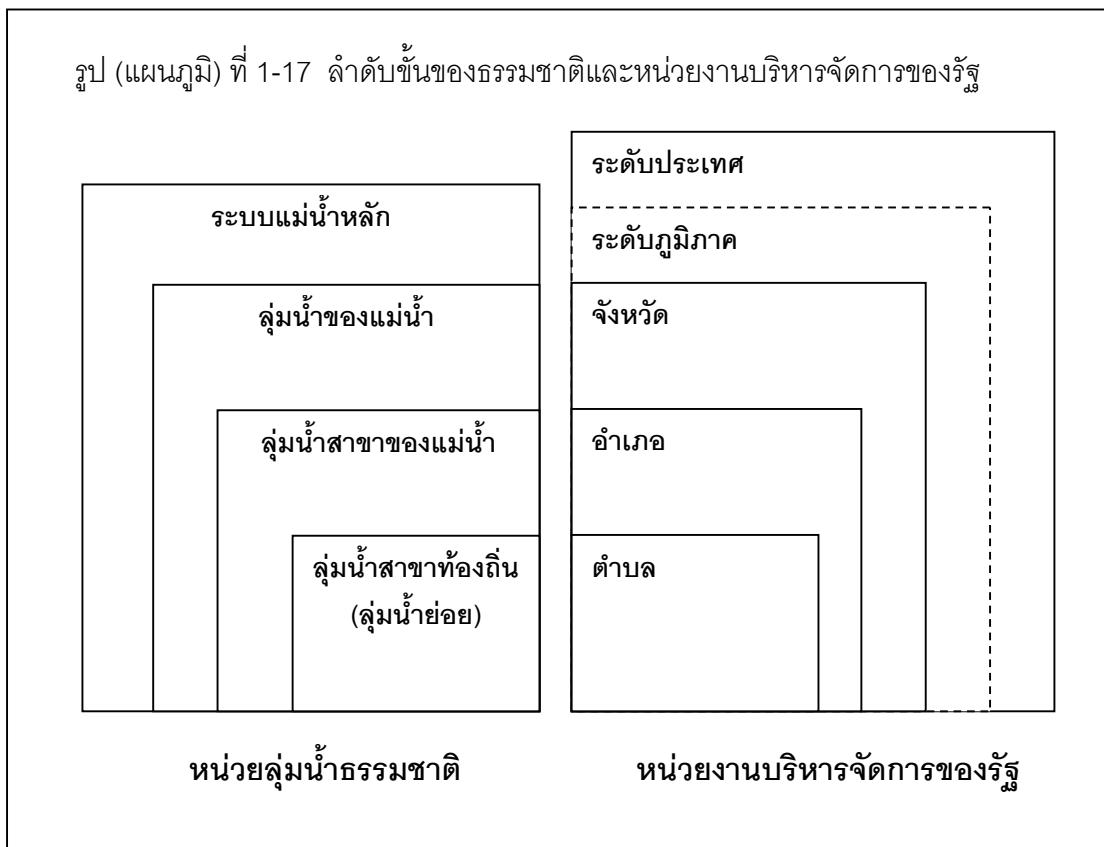 รูป (แผนภูมิ) ที่ 1-17 ลำดับขั้นของธรรมชาติและหน่วยงานบริหารจัดการของรัฐ
ระบบแม่น้ำหลัก
ลุ่มน้ำของแม่น้ำ
ลุ่มน้ำสาขาของแม่น้ำ
ลุ่มน้ำสาขาท้องถิ่น
(ลุ่มน้ำย่อย)
หน่วยลุ่มน้ำธรรมชาติ
ระดับประเทศ
ระดับภูมิภาค
จังหวัด
อำเภอ
ตำบล
หน่วยงานบริหารจัดการของรัฐ